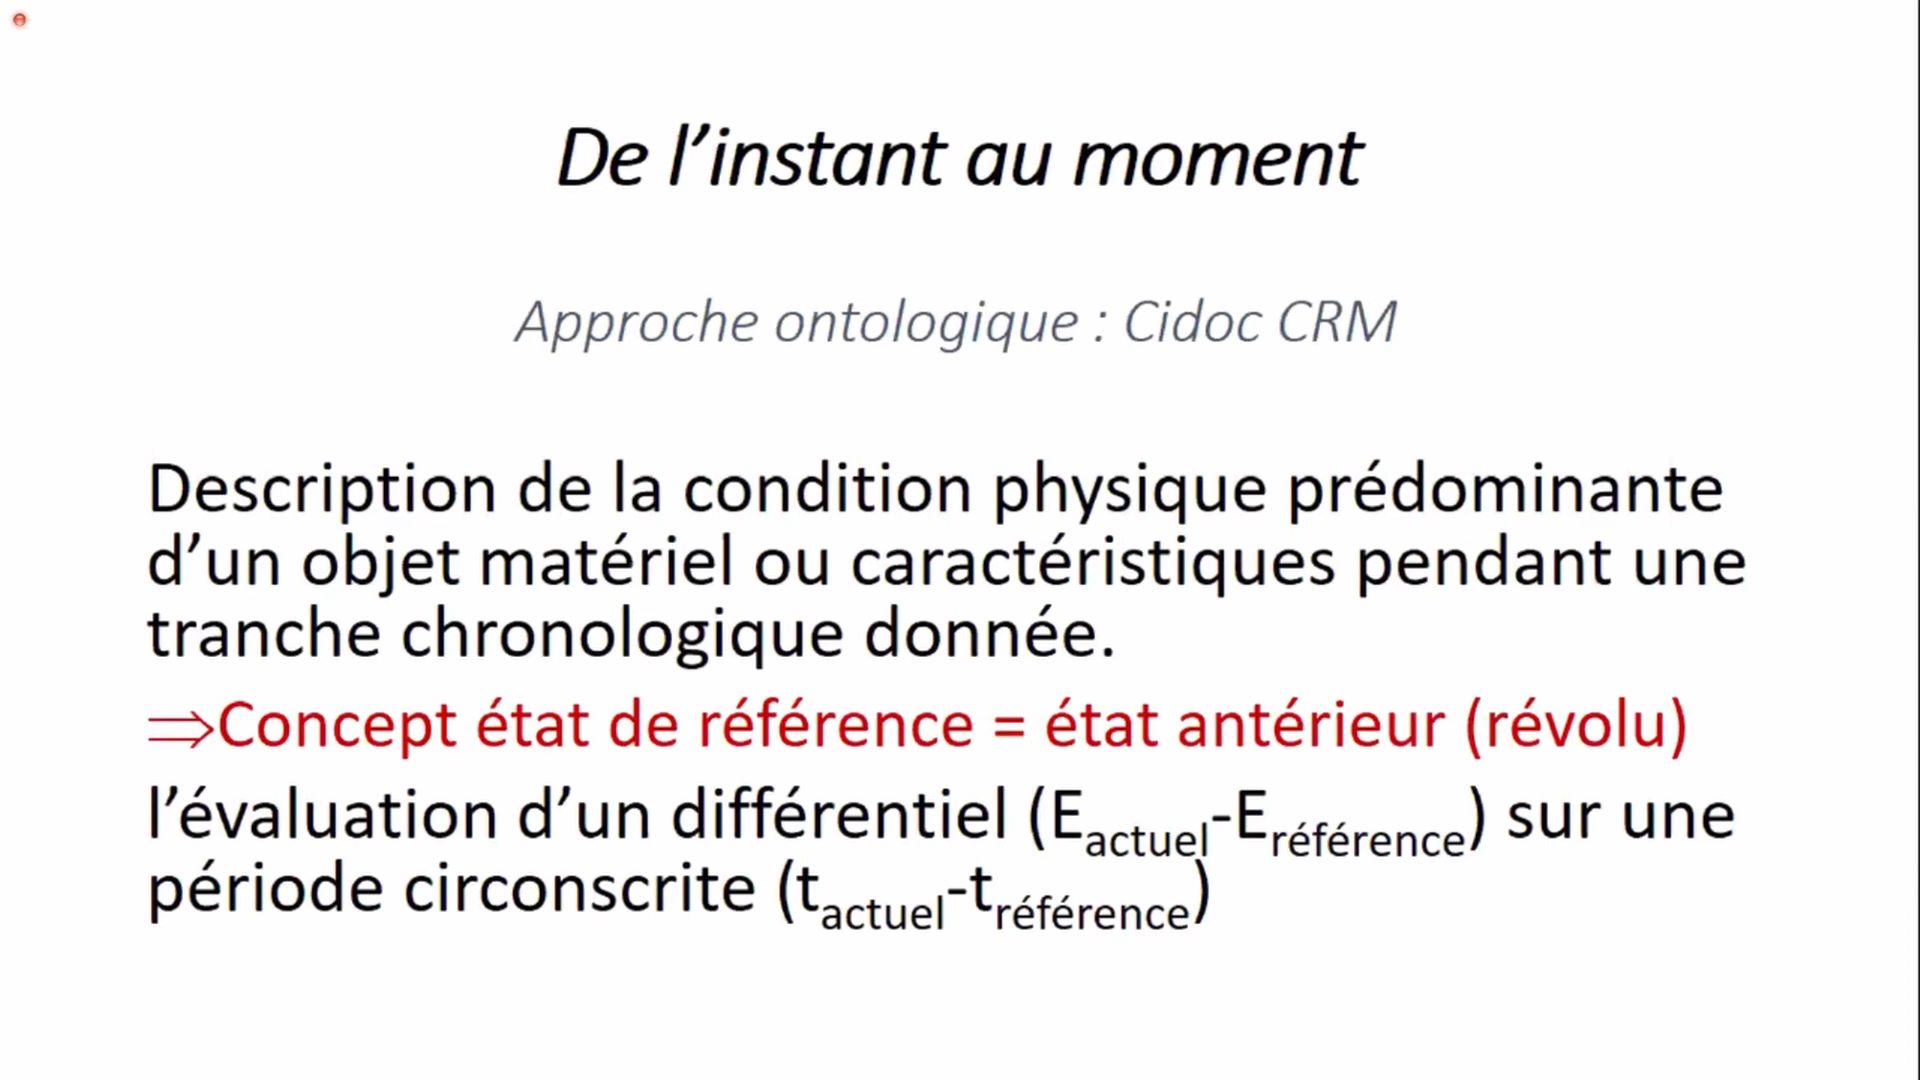 De l’instant au moment
Approche ontologique : Cidoc CRM
Description de la condition physique prédominante
d’un objet matériel ou caractéristiques pendant une
tranche chronologique donnée.
⇒Concept état de référence = état antérieur (révolu)
l’évaluation d’un différentiel (Eactuel-Eréférence) sur une
période circonscrite (tactuel-tréférence)